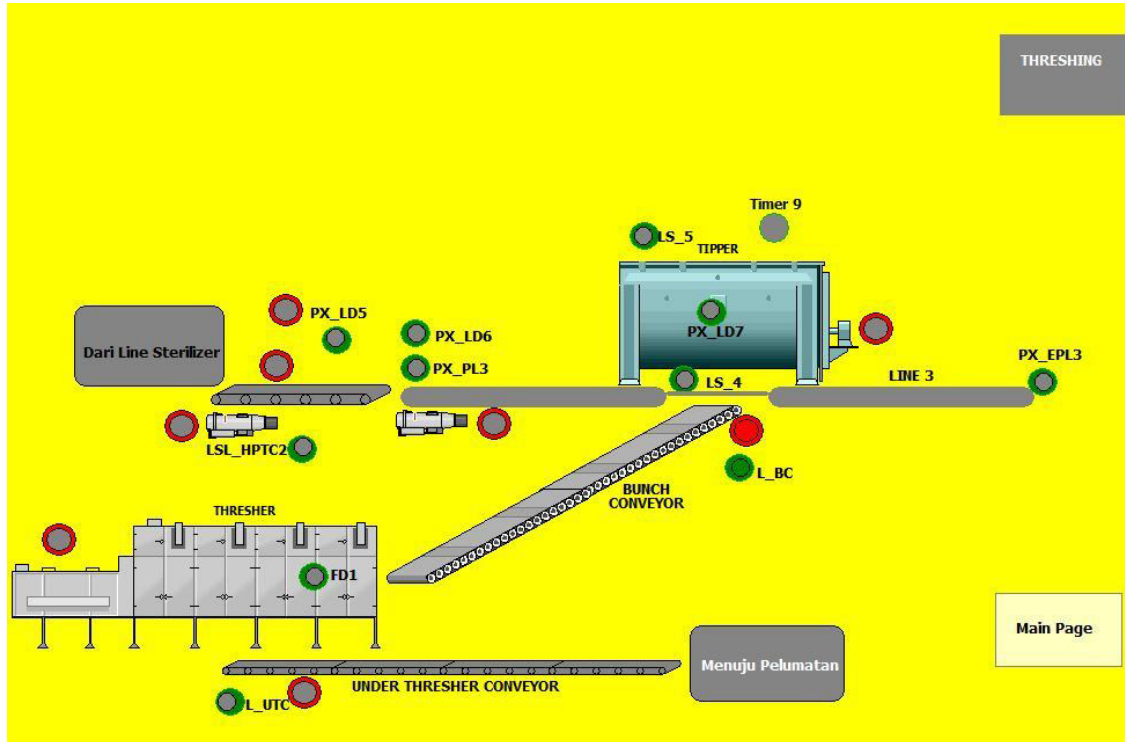 THRESHING
Timer 9
LS_5
TIPPER
PX_LD5
PX_LD6
PX_LD7
Dari Line Sterilizer
PX_PL3
PX_EPL3
LS_4
LINE 3
LSL_HPTC2
L_BC
BUNCH
CONVEYOR
THRESHER
FD1
Main Page
Menuju Pelumatan
UNDER THRESHER CONVEYOR
L_UTC